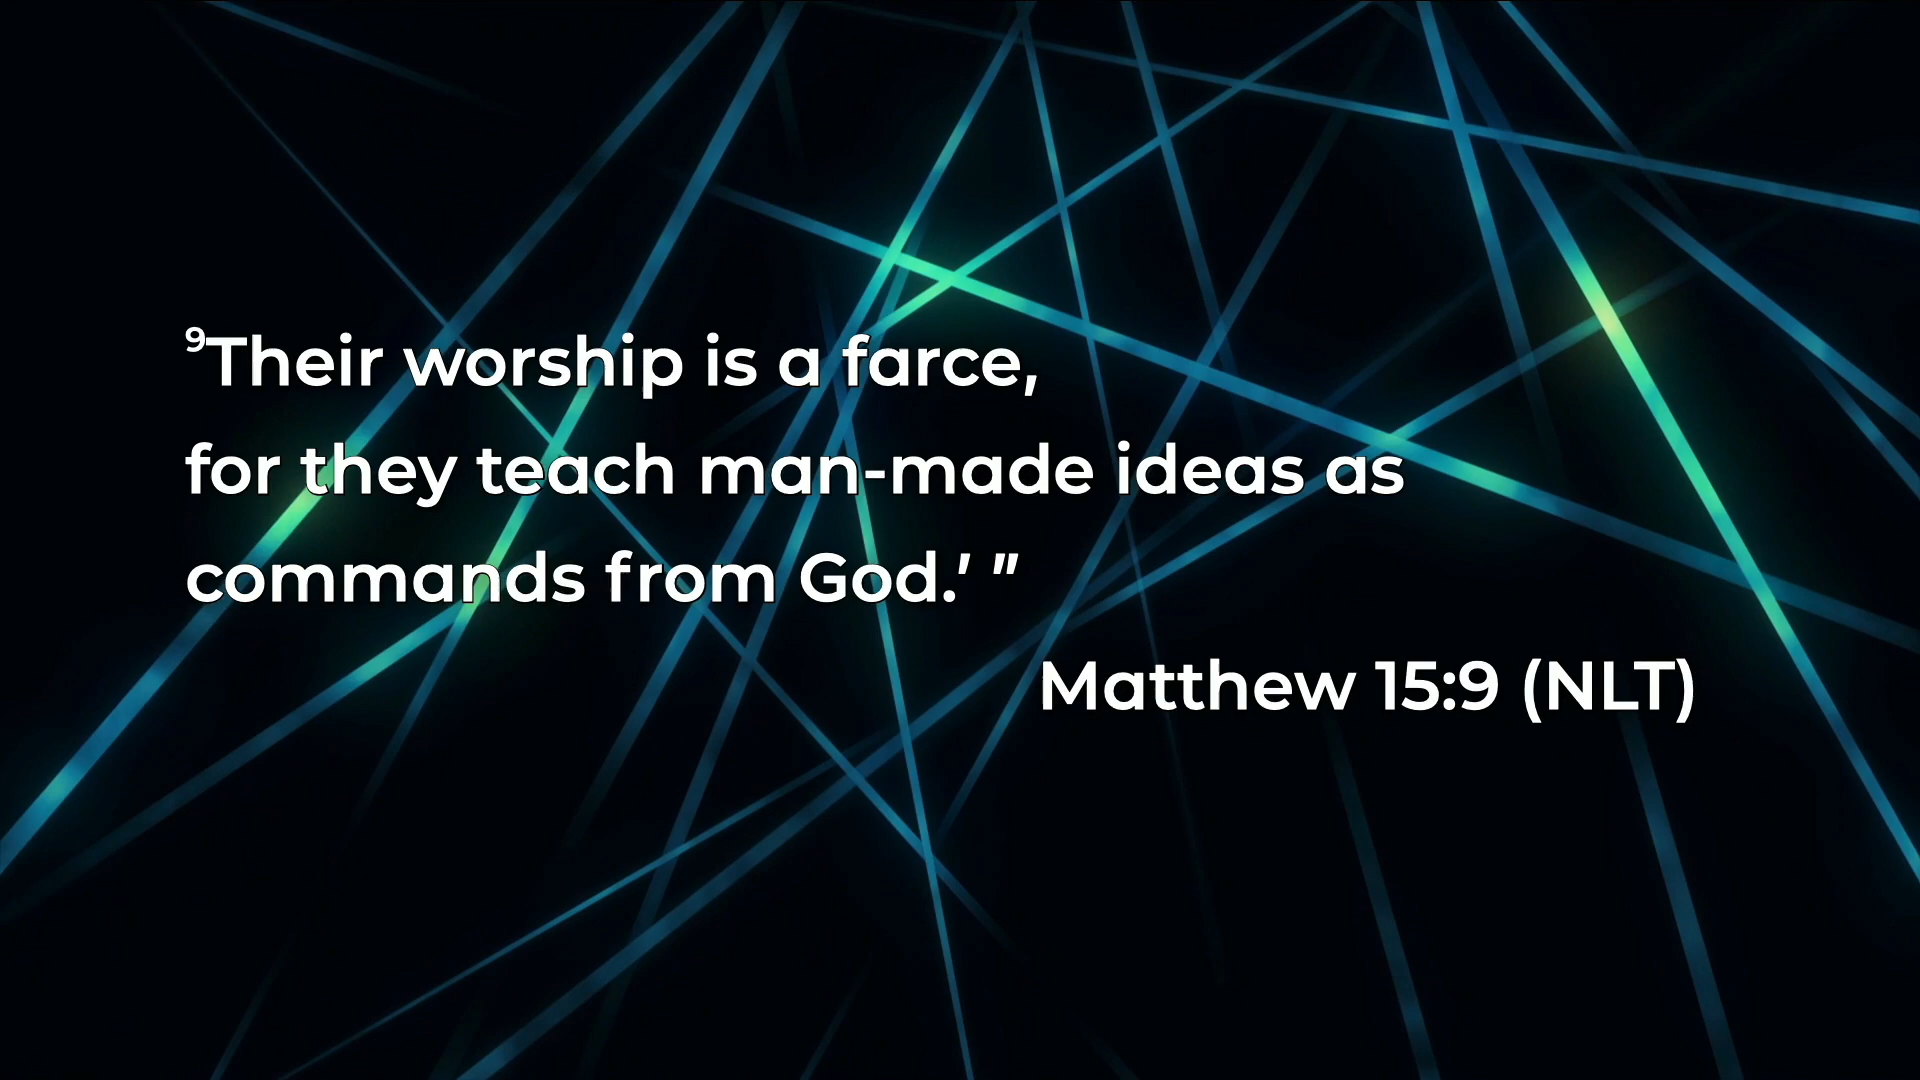 ⁹Their worship is a farce,
for they teach man-made ideas as
commands from God.' "
Matthew 15:9 (NLT)